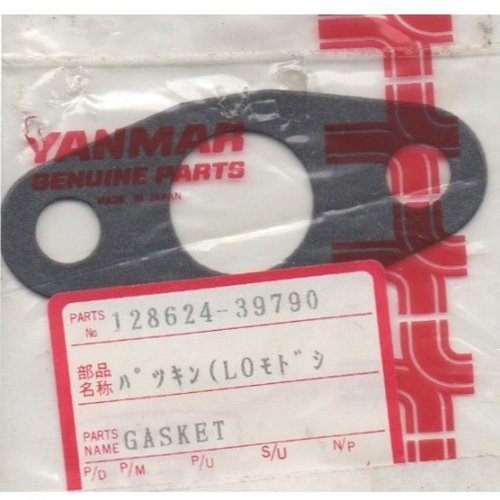 YANMAR
GENUINE PARTS
MADE IN JAPAN
PARTS No 128624-39790
部品名称 パツキン(LOモドシ
PARTS NAME GASKET
P/D P/M P/U S/U N/P